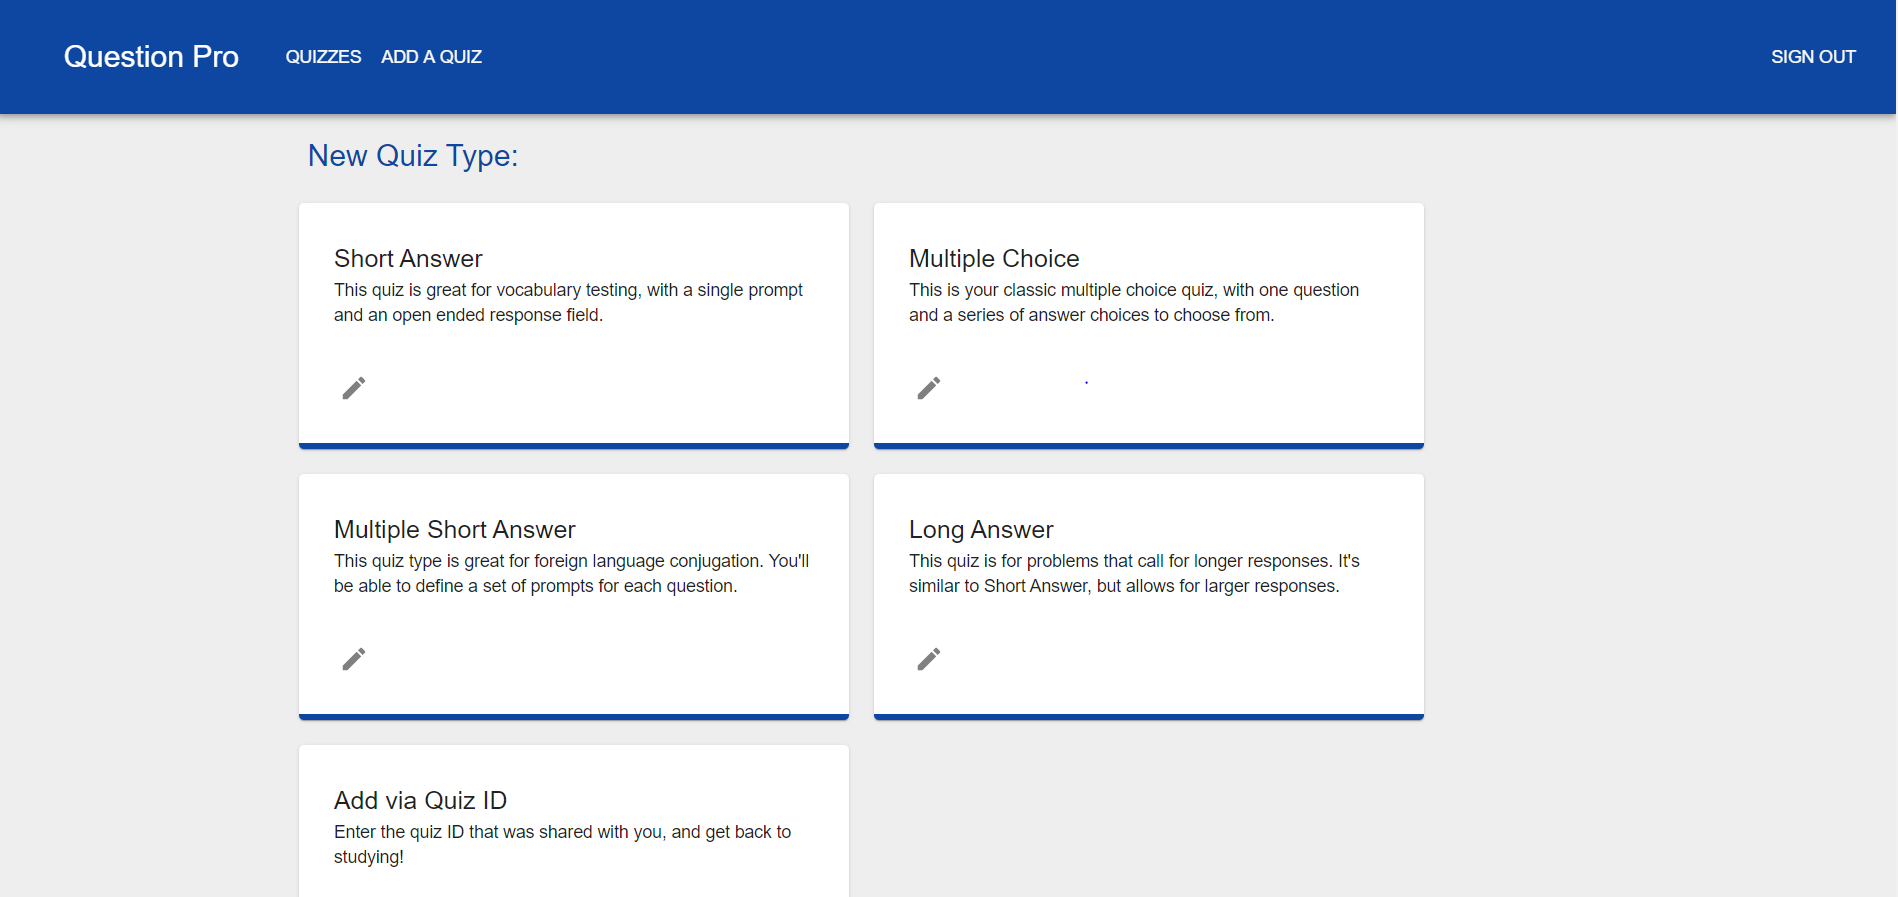 Question Pro QUIZZES ADD A QUIZ SIGN OUT
New Quiz Type:
Short Answer
This quiz is great for vocabulary testing, with a single prompt
and an open ended response field.
Multiple Choice
This is your classic multiple choice quiz, with one question
and a series of answer choices to choose from.
Multiple Short Answer
This quiz type is great for foreign language conjugation. You'll
be able to define a set of prompts for each question.
Long Answer
This quiz is for problems that call for longer responses. It's
similar to Short Answer, but allows for larger responses.
Add via Quiz ID
Enter the quiz ID that was shared with you, and get back to
studying!